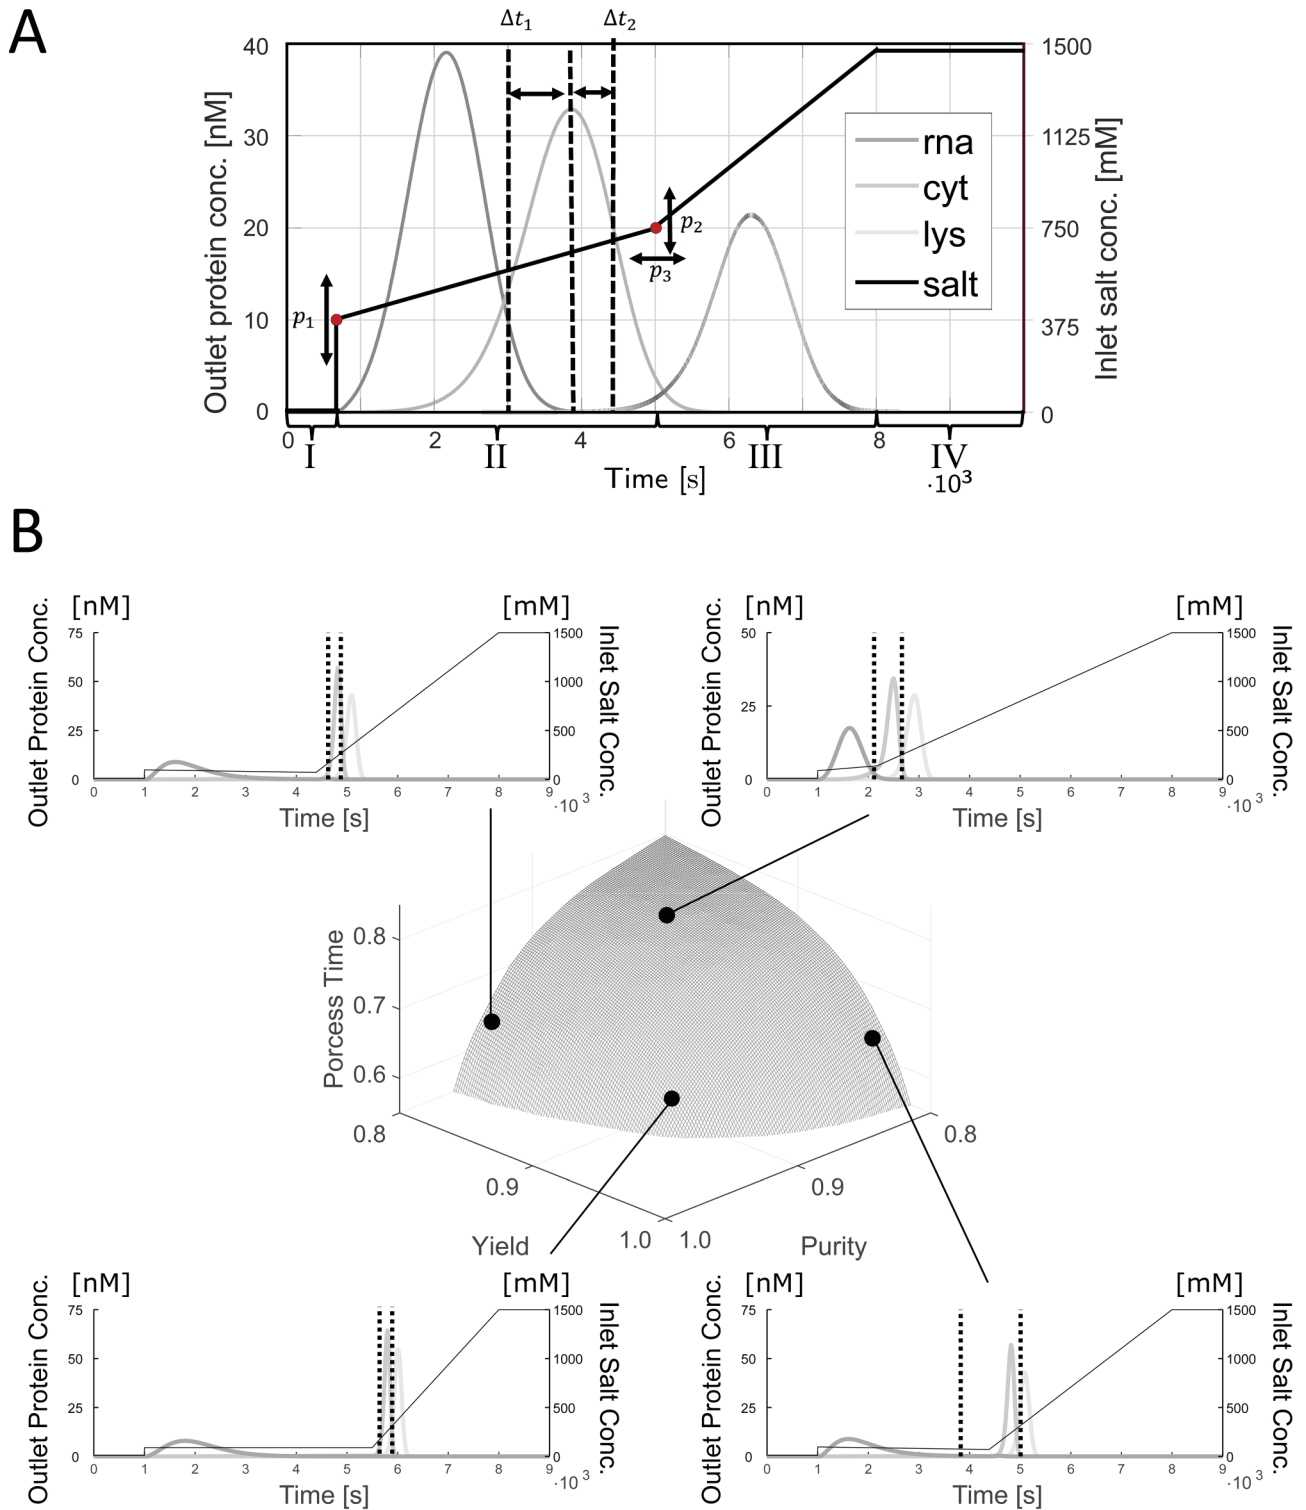 A
Δt₁ Δt₂
40 1500
30 1125
20 750
10 375
0 0
Outlet protein conc. [nM]
Inlet salt conc. [mM]
rna
cyt
lys
salt
p₁
p₂
p₃
0 2 4 6 8
I II III IV
Time [s] ·10³
B
[nM] [mM]
Outlet Protein Conc.
Inlet Salt Conc.
75 1500
50 1000
25 500
0 0
0 1 2 3 4 5 6 7 8 9
Time [s] ·10 3
[nM] [mM]
Outlet Protein Conc.
Inlet Salt Conc.
50 1500
1000
25 500
0 0
0 1 2 3 4 5 6 7 8 9
Time [s] ·10 3
Porcess Time
0.8
0.7
0.6
0.8 0.8
0.9 0.9
1.0 1.0
Yield Purity
[nM] [mM]
Outlet Protein Conc.
Inlet Salt Conc.
75 1500
50 1000
25 500
0 0
0 1 2 3 4 5 6 7 8 9
Time [s] ·10 3
[nM] [mM]
Outlet Protein Conc.
Inlet Salt Conc.
75 1500
50 1000
25 500
0 0
0 1 2 3 4 5 6 7 8 9
Time [s] ·10 3